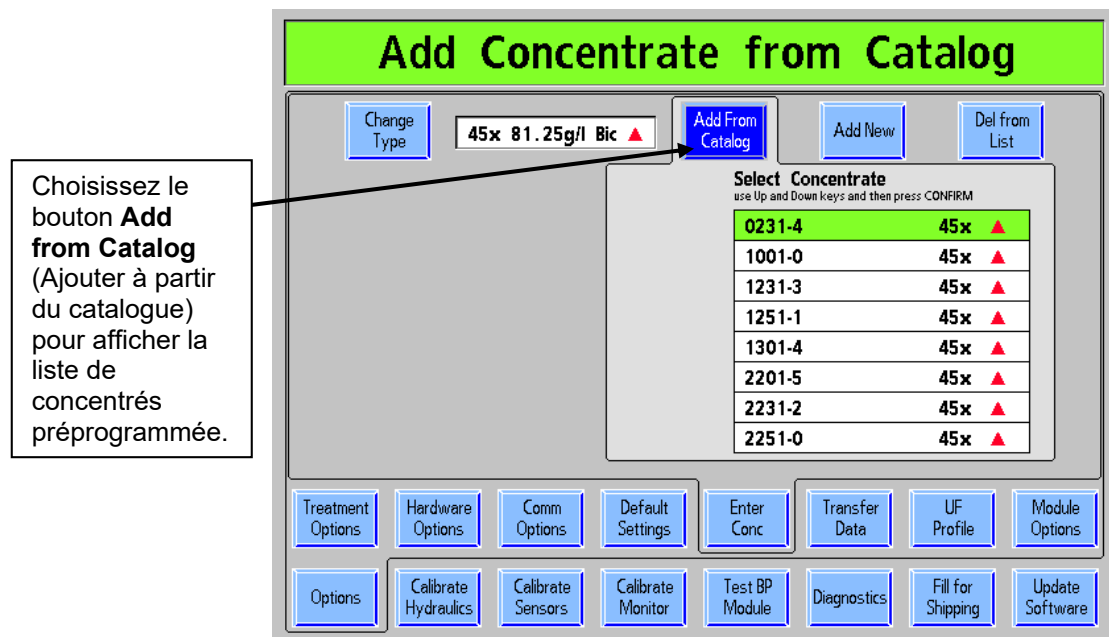 Add Concentrate from Catalog
Change
Type
45x 81.25g/l Bic
Add From
Catalog
Add New
Del from
List
Choisissez le
bouton Add
from Catalog
(Ajouter à partir
du catalogue)
pour afficher la
liste de
concentrés
préprogrammée.
Select Concentrate
use Up and Down keys and then press CONFIRM
0231-4 45x
1001-0 45x
1231-3 45x
1251-1 45x
1301-4 45x
2201-5 45x
2231-2 45x
2251-0 45x
Treatment
Options
Hardware
Options
Comm
Options
Default
Settings
Enter
Conc
Transfer
Data
UF
Profile
Module
Options
Options
Calibrate
Hydraulics
Calibrate
Sensors
Calibrate
Monitor
Test BP
Module
Diagnostics
Fill for
Shipping
Update
Software